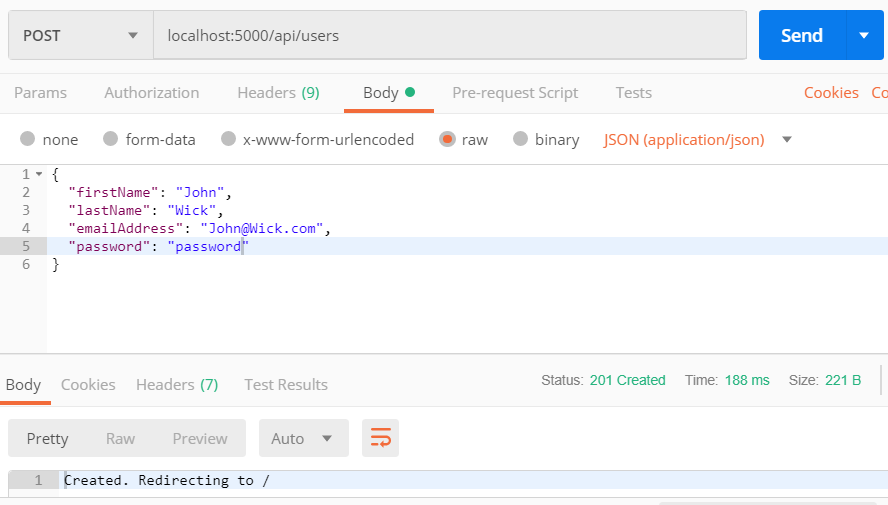 POST localhost:5000/api/users Send
Params Authorization Headers (9) Body Pre-request Script Tests Cookies Co
none form-data x-www-form-urlencoded raw binary JSON (application/json)
1 {
2 "firstName": "John",
3 "lastName": "Wick",
4 "emailAddress": "John@Wick.com",
5 "password": "password"
6 }
Body Cookies Headers (7) Test Results Status: 201 Created Time: 188 ms Size: 221 B
Pretty Raw Preview Auto
1 Created. Redirecting to /